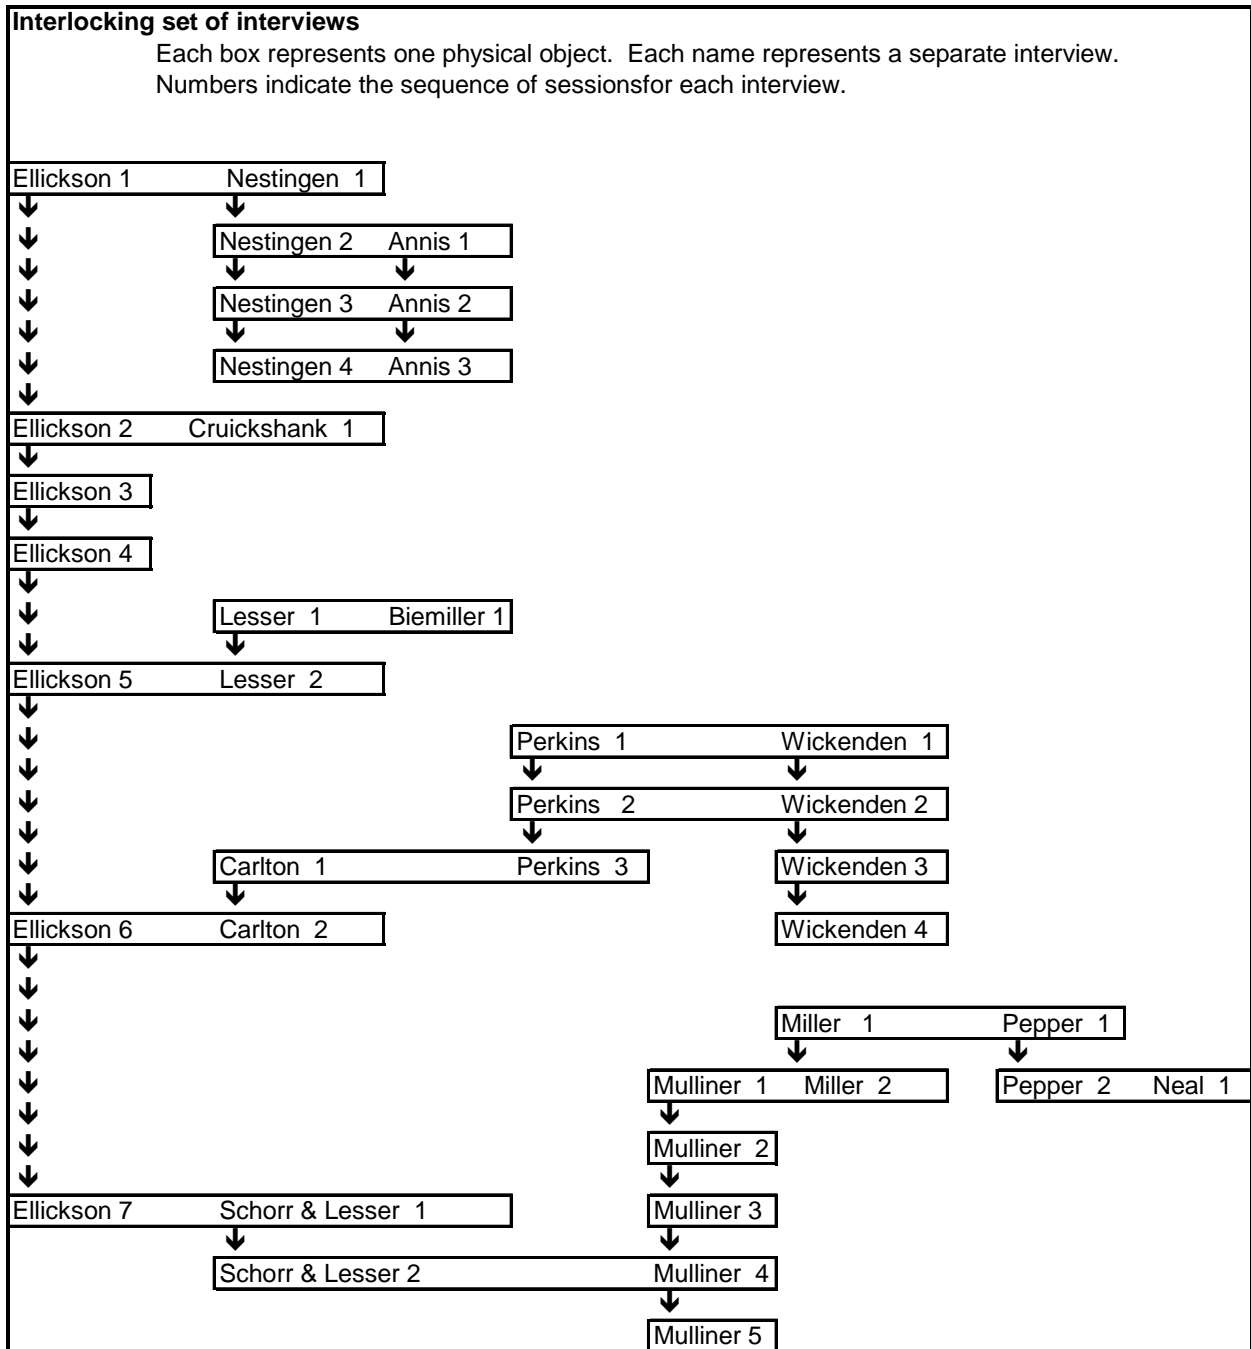 Interlocking set of interviews
Each box represents one physical object. Each name represents a separate interview.
Numbers indicate the sequence of sessionsfor each interview.
Ellickson 1 Nestingen 1
Nestingen 2 Annis 1
Nestingen 3 Annis 2
Nestingen 4 Annis 3
Ellickson 2 Cruickshank 1
Ellickson 3
Ellickson 4
Lesser 1 Biemiller 1
Ellickson 5 Lesser 2
Perkins 1 Wickenden 1
Perkins 2 Wickenden 2
Carlton 1 Perkins 3 Wickenden 3
Ellickson 6 Carlton 2 Wickenden 4
Miller 1 Pepper 1
Mulliner 1 Miller 2 Pepper 2 Neal 1
Mulliner 2
Ellickson 7 Schorr & Lesser 1 Mulliner 3
Schorr & Lesser 2 Mulliner 4
Mulliner 5